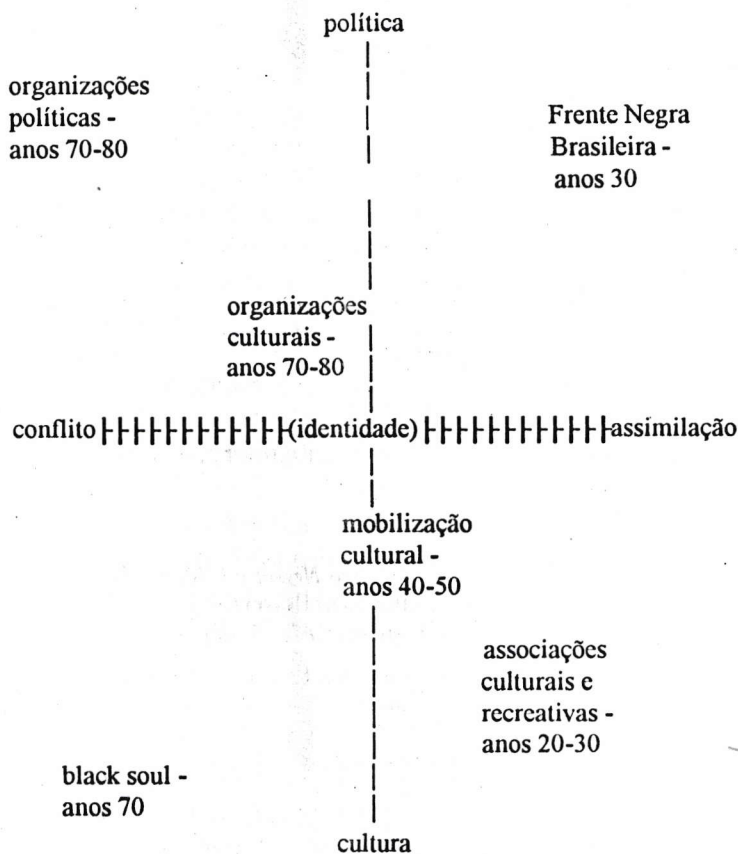 política
organizações
políticas -
anos 70-80
Frente Negra
Brasileira -
anos 30
organizações
culturais -
anos 70-80
conflito (identidade) assimilação
mobilização
cultural -
anos 40-50
associações
culturais e
recreativas -
anos 20-30
black soul -
anos 70
cultura